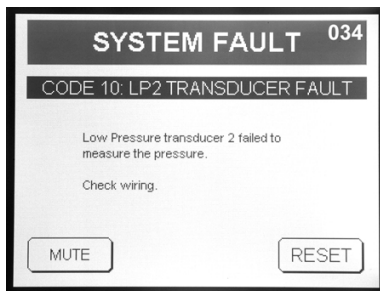 SYSTEM FAULT 034
CODE 10: LP2 TRANSDUCER FAULT
Low Pressure transducer 2 failed to
measure the pressure.
Check wiring.
MUTE RESET